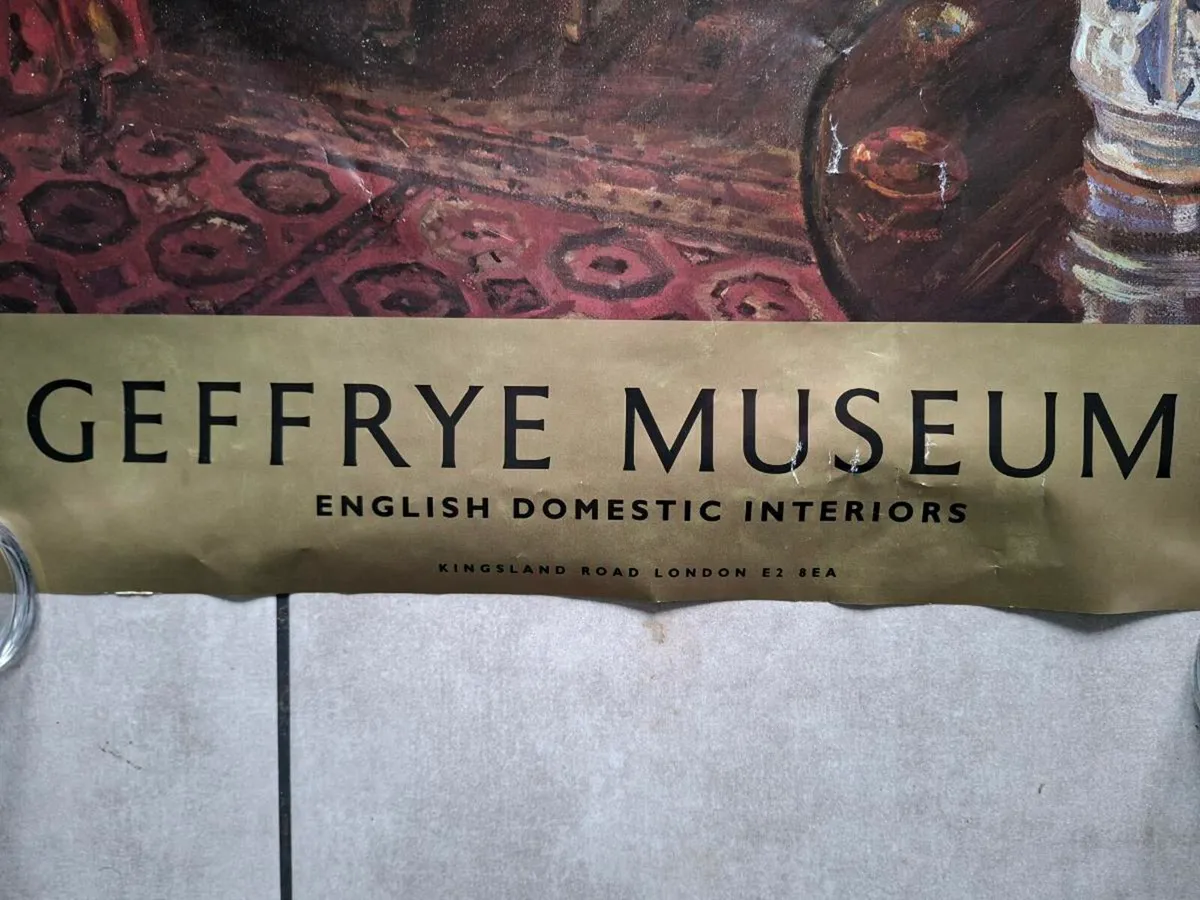 GEFFRYE MUSEUM
ENGLISH DOMESTIC INTERIORS
KINGSLAND ROAD LONDON E2 8EA